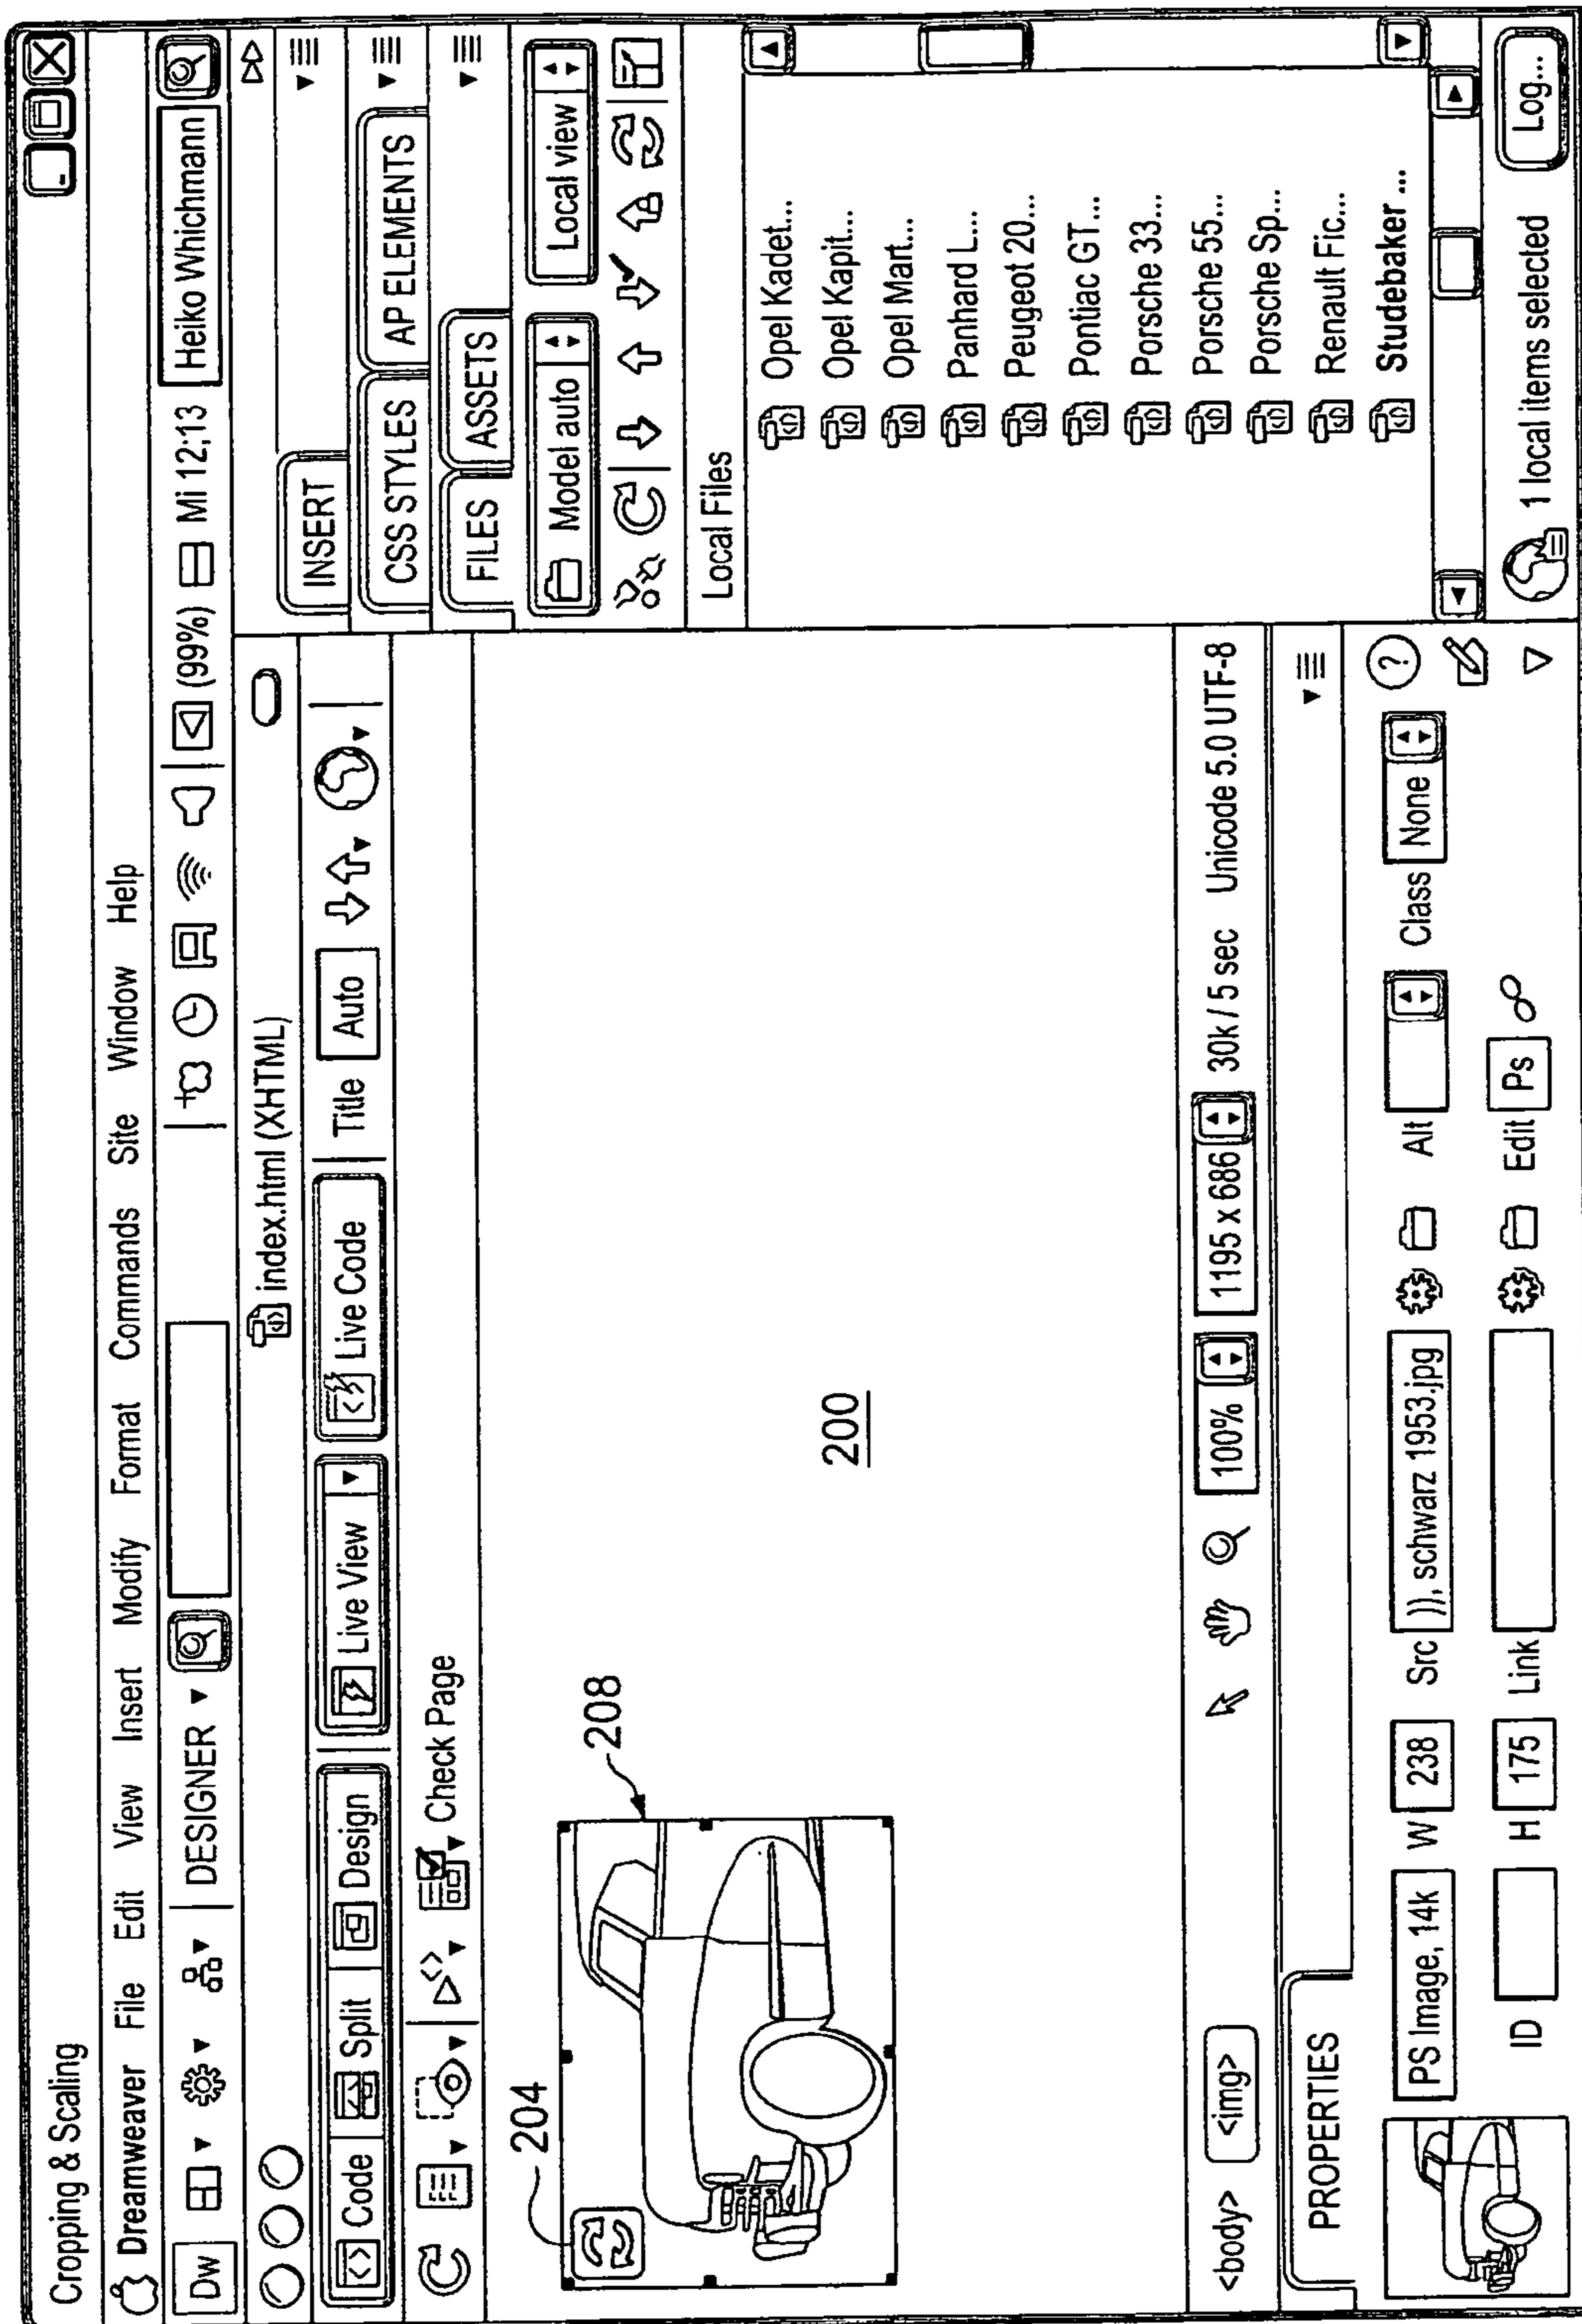 Cropping & Scaling
Dreamweaver File Edit View Insert Modify Format Commands Site Window Help
Dw DESIGNER (99%) Mi 12;13 Heiko Whichmann
index.html (XHTML)
Code Split Design Live View Live Code Title Auto
Check Page
204
208
200
<body> <img> 100% 1195 x 686 30k / 5 sec Unicode 5.0 UTF-8
PROPERTIES
PS Image, 14k W 238 Src )), schwarz 1953.jpg Alt Class None ?
ID H 175 Link Edit Ps
INSERT
CSS STYLES AP ELEMENTS
FILES ASSETS
Model auto Local view
Local Files
Opel Kadet...
Opel Kapit...
Opel Mart...
Panhard L...
Peugeot 20...
Pontiac GT...
Porsche 33...
Porsche 55...
Porsche Sp...
Renault Fic...
Studebaker ...
1 local items selected Log...